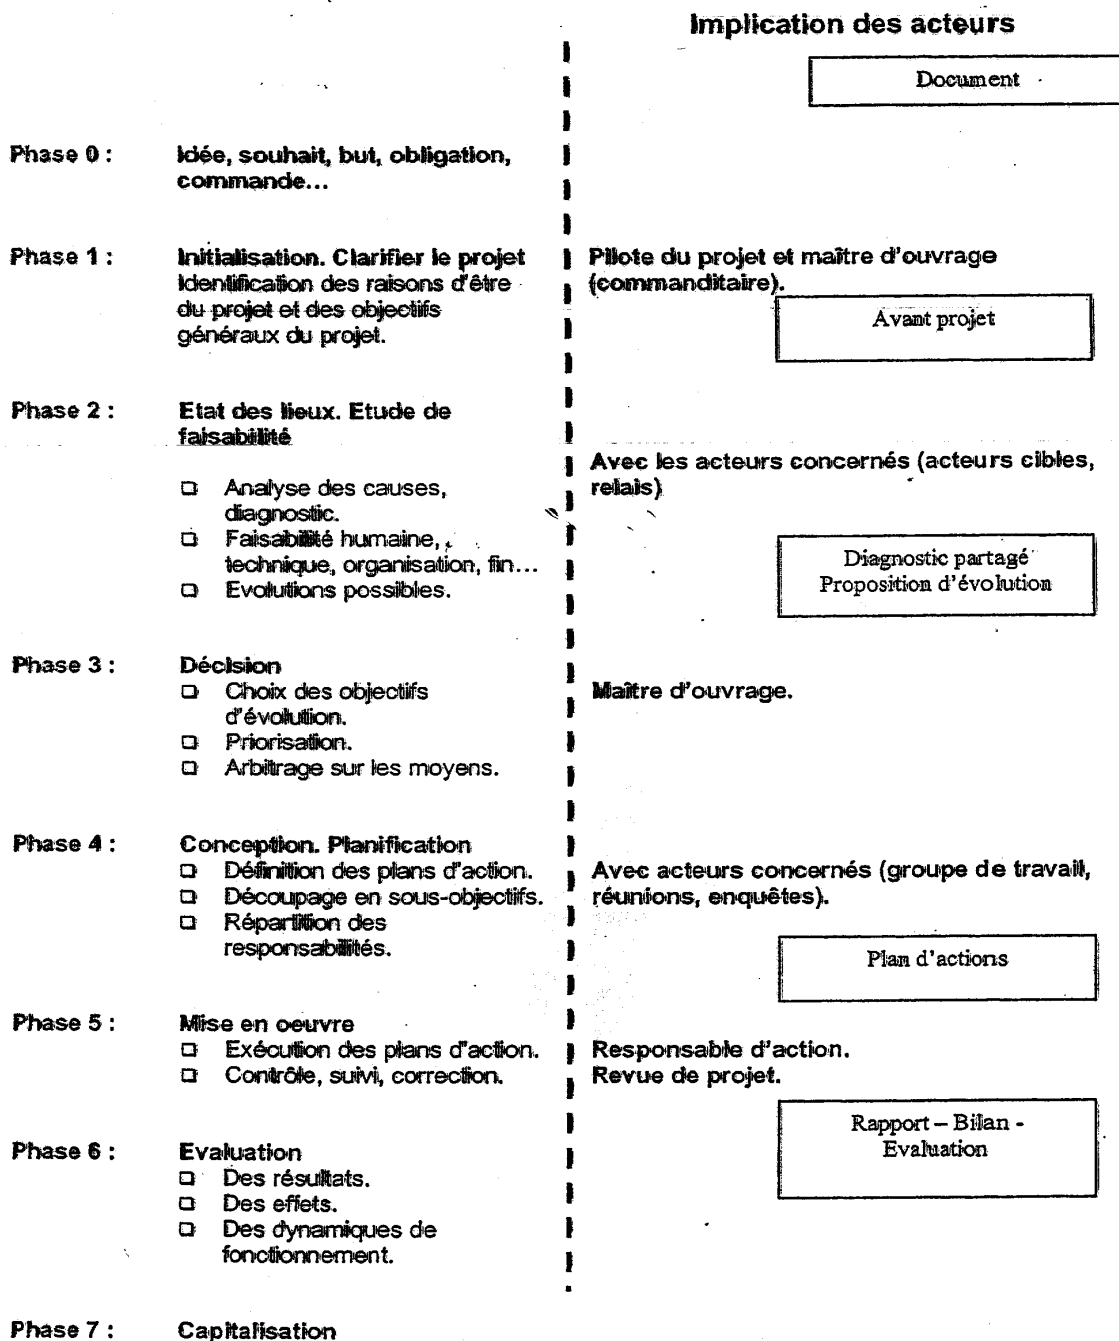 Implication des acteurs
Document
Phase 0 : Idée, souhait, but, obligation,
commande...
Phase 1 : Initialisation. Clarifier le projet
Identification des raisons d'être
du projet et des objectifs
généraux du projet.
Pilote du projet et maître d'ouvrage
(commanditaire).
Avant projet
Phase 2 : Etat des lieux. Etude de
faisabilité
□ Analyse des causes,
diagnostic.
□ Faisabilité humaine,
technique, organisation, fin...
□ Evolutions possibles.
Avec les acteurs concernés (acteurs cibles,
relais)
Diagnostic partagé
Proposition d'évolution
Phase 3 : Décision
□ Choix des objectifs
d'évolution.
□ Priorisation.
□ Arbitrage sur les moyens.
Maître d'ouvrage.
Phase 4 : Conception. Planification
□ Définition des plans d'action.
□ Découpage en sous-objectifs.
□ Répartition des
responsabilités.
Avec acteurs concernés (groupe de travail,
réunions, enquêtes).
Plan d'actions
Phase 5 : Mise en oeuvre
□ Exécution des plans d'action.
□ Contrôle, suivi, correction.
Responsable d'action.
Revue de projet.
Rapport – Bilan -
Evaluation
Phase 6 : Evaluation
□ Des résultats.
□ Des effets.
□ Des dynamiques de
fonctionnement.
Phase 7 : Capitalisation